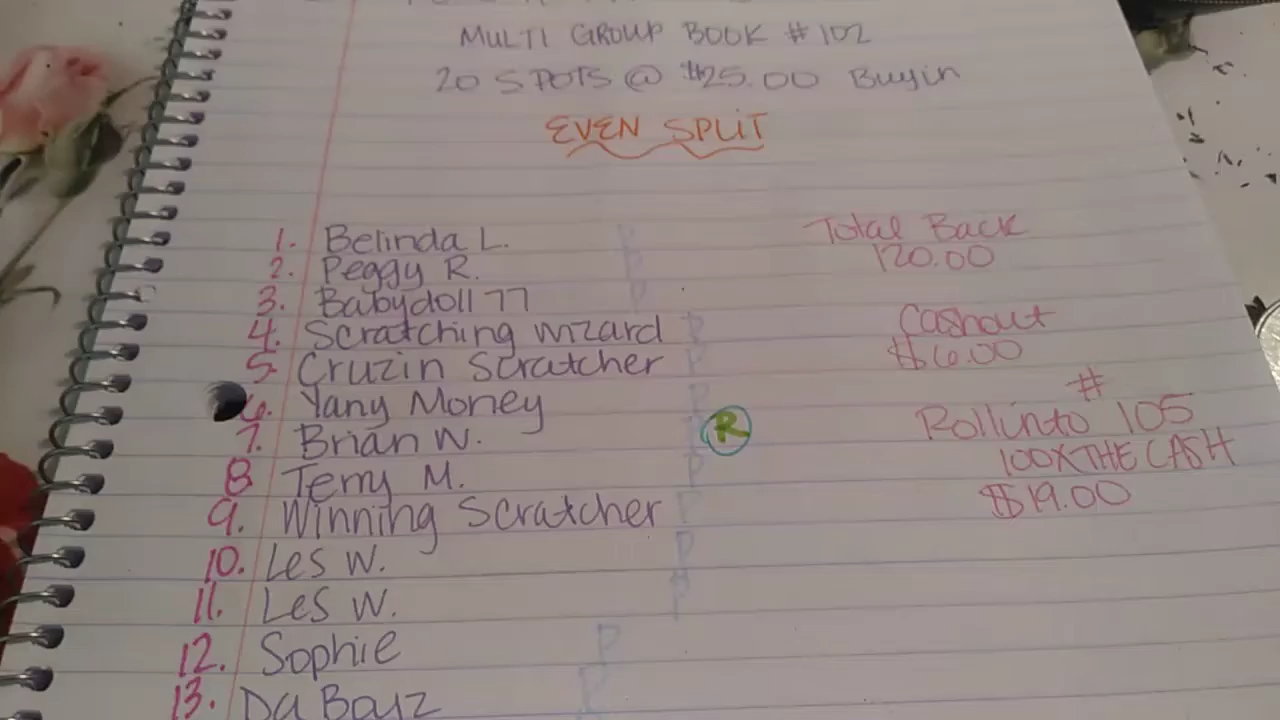 MULTI GROUP BOOK # 102
20 SPOTS @ $25.00 Buyin
EVEN SPLIT
1. Belinda L. P
2. Peggy R. P
3. Babydoll 77 P
4. Scratching wizard P
5. Cruzin Scratcher P
6. Yany Money P
7. Brian W. P R
8. Terry M. P
9. Winning Scratcher P
10. Les W. P
11. Les W. P
12. Sophie P
13. Da Boyz P
Total Back
120.00
Cashout
$6.00
#
Rollinto 105
100X THE CASH
$19.00